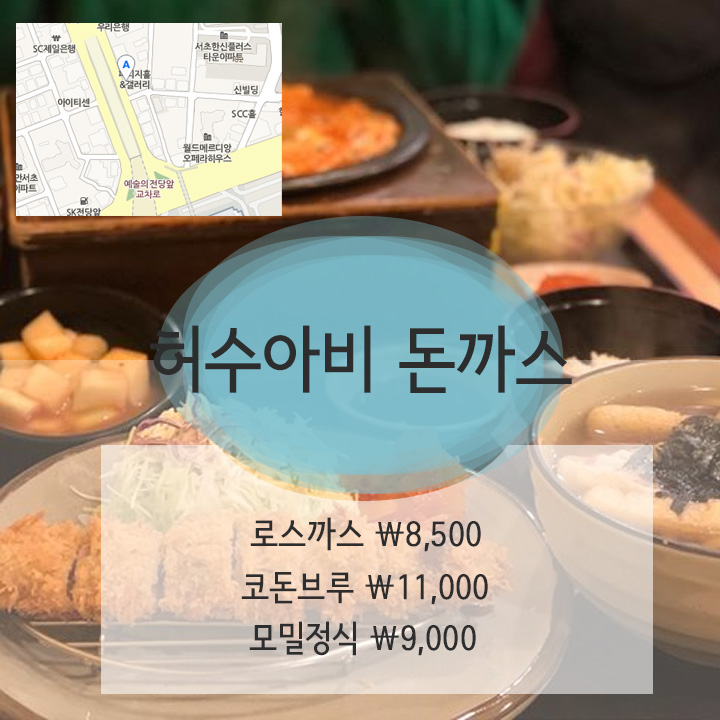 우리은행
SC제일은행
서초한신플러스
타운아파트
A
&갤러리
아이티센
신빌딩
SCC홀
월드메르디앙
오페라하우스
예술의전당앞
교차로
SK전당앞
허수아비 돈까스
로스까스 ₩8,500
코돈브루 ₩11,000
모밀정식 ₩9,000